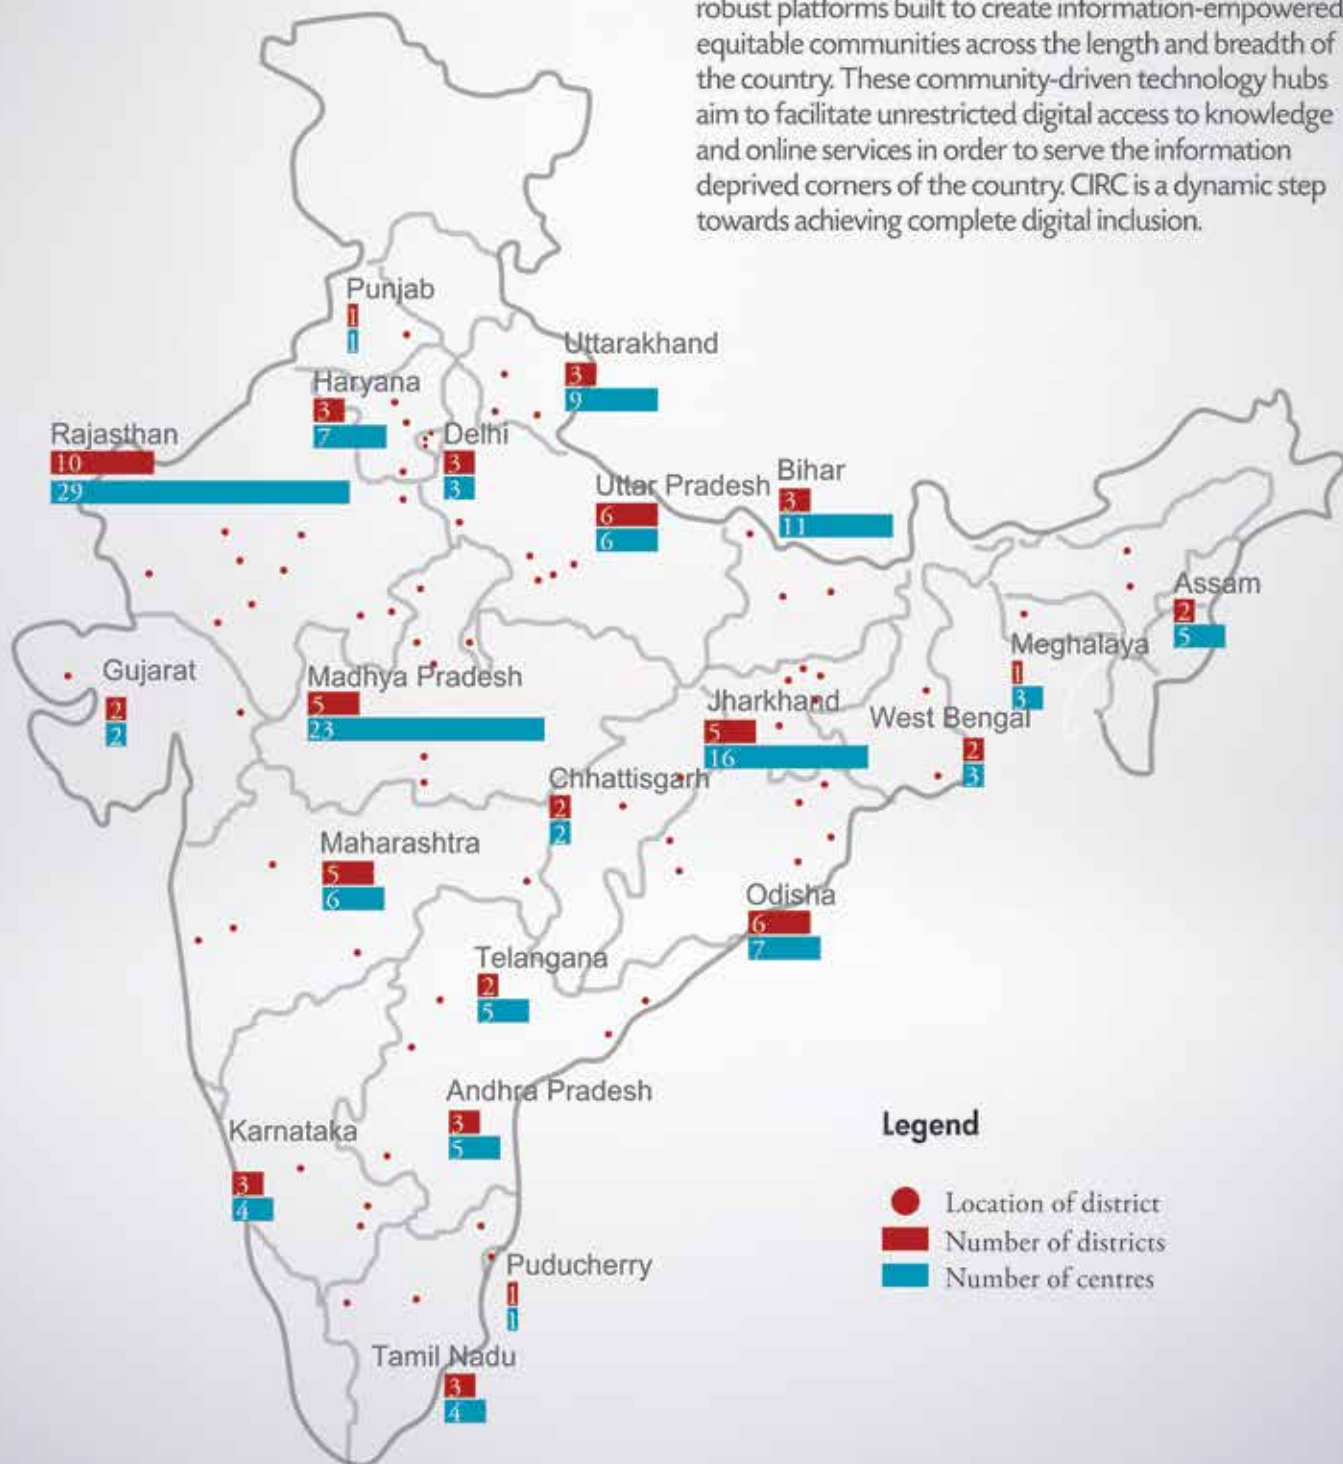 robust platforms built to create information-empowered
equitable communities across the length and breadth of
the country. These community-driven technology hubs
aim to facilitate unrestricted digital access to knowledge
and online services in order to serve the information
deprived corners of the country. CIRC is a dynamic step
towards achieving complete digital inclusion.
Punjab
1
1
Uttarakhand
3
9
Haryana
3
7
Rajasthan
10
29
Delhi
3
3
Uttar Pradesh
6
6
Bihar
3
11
Assam
2
5
Meghalaya
1
3
Gujarat
2
2
Madhya Pradesh
5
23
Jharkhand
5
16
West Bengal
2
3
Chhattisgarh
2
2
Maharashtra
5
6
Odisha
6
7
Telangana
2
5
Andhra Pradesh
3
5
Karnataka
3
4
Puducherry
1
1
Tamil Nadu
3
4
Legend
Location of district
Number of districts
Number of centres